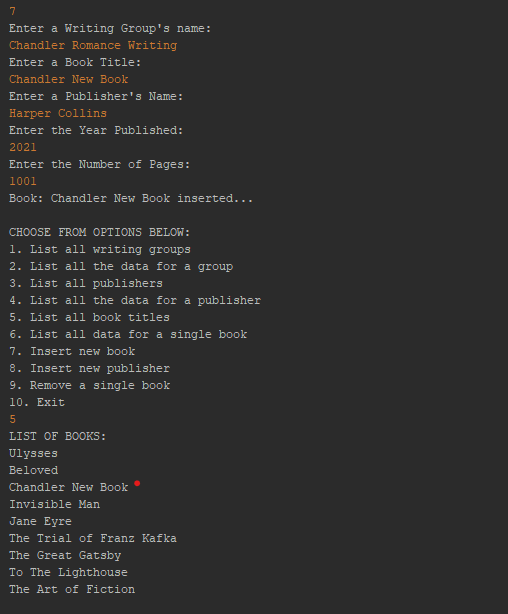 7
Enter a Writing Group's name:
Chandler Romance Writing
Enter a Book Title:
Chandler New Book
Enter a Publisher's Name:
Harper Collins
Enter the Year Published:
2021
Enter the Number of Pages:
1001
Book: Chandler New Book inserted...

CHOOSE FROM OPTIONS BELOW:
1. List all writing groups
2. List all the data for a group
3. List all publishers
4. List all the data for a publisher
5. List all book titles
6. List all data for a single book
7. Insert new book
8. Insert new publisher
9. Remove a single book
10. Exit
5
LIST OF BOOKS:
Ulysses
Beloved
Chandler New Book
Invisible Man
Jane Eyre
The Trial of Franz Kafka
The Great Gatsby
To The Lighthouse
The Art of Fiction